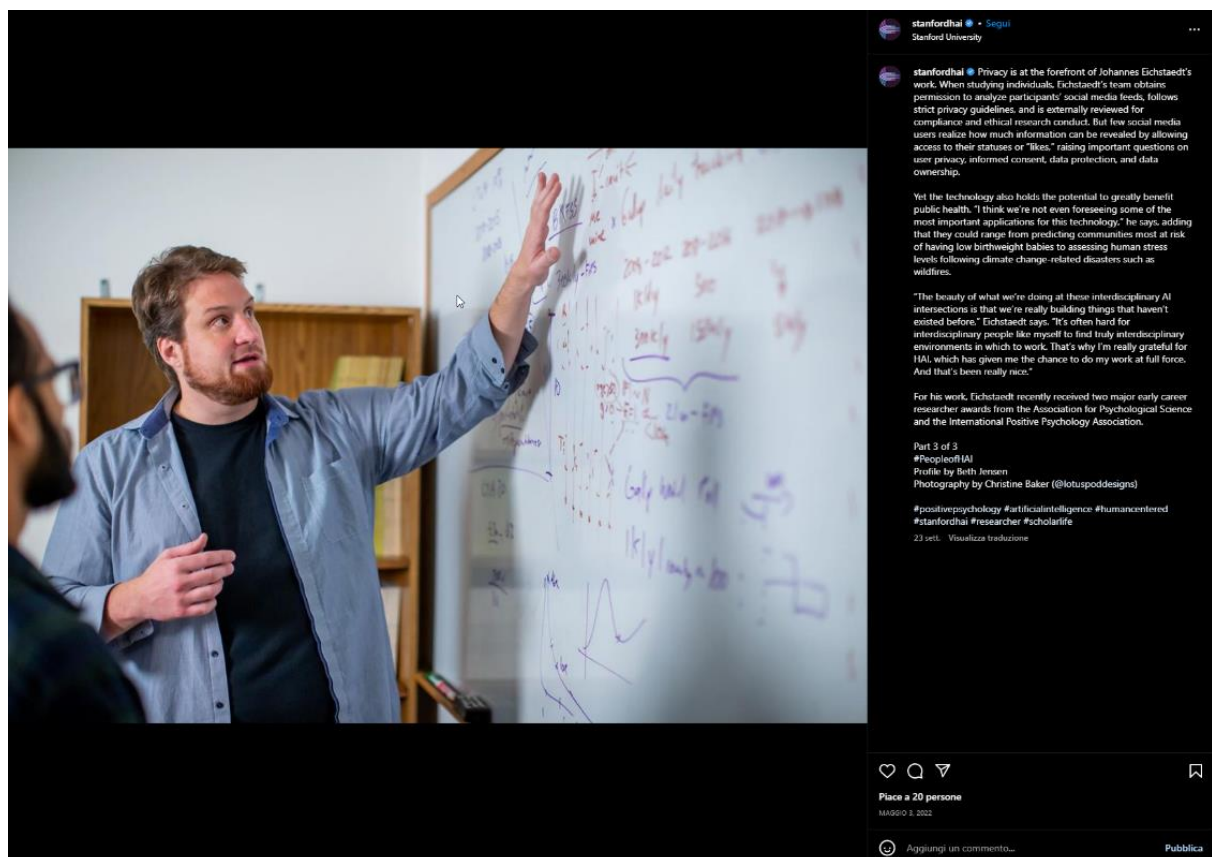 stanfordhai • Segui
Stanford University
stanfordhai Privacy is at the forefront of Johannes Eichstaedt's
work. When studying individuals, Eichstaedt's team obtains
permission to analyze participants' social media feeds, follows
strict privacy guidelines, and is externally reviewed for
compliance and ethical research conduct. But few social media
users realize how much information can be revealed by allowing
access to their statuses or "likes," raising important questions on
user privacy, informed consent, data protection, and data
ownership.
Yet the technology also holds the potential to greatly benefit
public health. "I think we're not even foreseeing some of the
most important applications for this technology," he says, adding
that they could range from predicting communities most at risk
of having low birthweight babies to assessing human stress
levels following climate change-related disasters such as
wildfires.
"The beauty of what we're doing at these interdisciplinary AI
intersections is that we're really building things that haven't
existed before," Eichstaedt says. "It's often hard for
interdisciplinary people like myself to find truly interdisciplinary
environments in which to work. That's why I'm really grateful for
HAI, which has given me the chance to do my work at full force.
And that's been really nice."
For his work, Eichstaedt recently received two major early career
researcher awards from the Association for Psychological Science
and the International Positive Psychology Association.
Part 3 of 3
#PeopleofHAI
Profile by Beth Jensen
Photography by Christine Baker (@lotuspoddesigns)
#positivepsychology #artificialintelligence #humancentered
#stanfordhai #researcher #scholarlife
23 sett. Visualizza traduzione
Piace a 20 persone
MAGGIO 3, 2022
Aggiungi un commento... Pubblica